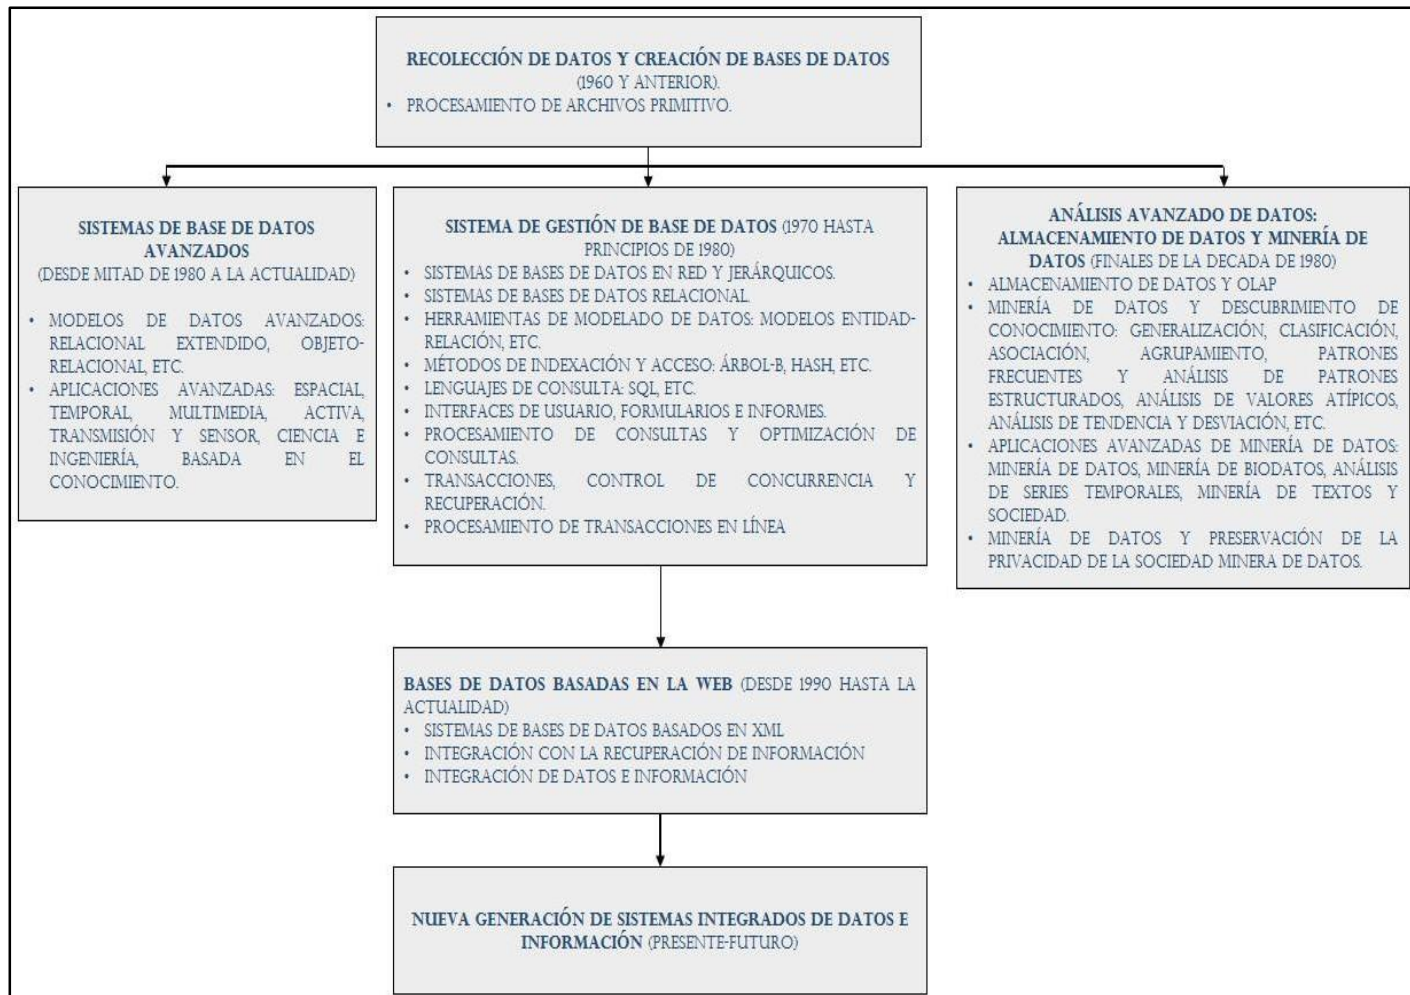 RECOLECCIÓN DE DATOS Y CREACIÓN DE BASES DE DATOS
(1960 Y ANTERIOR).
• PROCESAMIENTO DE ARCHIVOS PRIMITIVO.
SISTEMAS DE BASE DE DATOS
AVANZADOS
(DESDE MITAD DE 1980 A LA ACTUALIDAD)
• MODELOS DE DATOS AVANZADOS:
RELACIONAL EXTENDIDO, OBJETO-
RELACIONAL, ETC.
• APLICACIONES AVANZADAS: ESPACIAL,
TEMPORAL, MULTIMEDIA, ACTIVA,
TRANSMISIÓN Y SENSOR, CIENCIA E
INGENIERÍA, BASADA EN EL
CONOCIMIENTO.
SISTEMA DE GESTIÓN DE BASE DE DATOS (1970 HASTA
PRINCIPIOS DE 1980)
• SISTEMAS DE BASES DE DATOS EN RED Y JERÁRQUICOS.
• SISTEMAS DE BASES DE DATOS RELACIONAL.
• HERRAMIENTAS DE MODELADO DE DATOS: MODELOS ENTIDAD-
RELACIÓN, ETC.
• MÉTODOS DE INDEXACIÓN Y ACCESO: ÁRBOL-B, HASH, ETC.
• LENGUAJES DE CONSULTA: SQL, ETC.
• INTERFACES DE USUARIO, FORMULARIOS E INFORMES.
• PROCESAMIENTO DE CONSULTAS Y OPTIMIZACIÓN DE
CONSULTAS.
• TRANSACCIONES, CONTROL DE CONCURRENCIA Y
RECUPERACIÓN.
• PROCESAMIENTO DE TRANSACCIONES EN LÍNEA
ANÁLISIS AVANZADO DE DATOS:
ALMACENAMIENTO DE DATOS Y MINERÍA DE
DATOS (FINALES DE LA DECADA DE 1980)
• ALMACENAMIENTO DE DATOS Y OLAP
• MINERÍA DE DATOS Y DESCUBRIMIENTO DE
CONOCIMIENTO: GENERALIZACIÓN, CLASIFICACIÓN,
ASOCIACIÓN, AGRUPAMIENTO, PATRONES
FRECUENTES Y ANÁLISIS DE PATRONES
ESTRUCTURADOS, ANÁLISIS DE VALORES ATÍPICOS,
ANÁLISIS DE TENDENCIA Y DESVIACIÓN, ETC.
• APLICACIONES AVANZADAS DE MINERÍA DE DATOS:
MINERÍA DE DATOS, MINERÍA DE BIODATOS, ANÁLISIS
DE SERIES TEMPORALES, MINERÍA DE TEXTOS Y
SOCIEDAD.
• MINERÍA DE DATOS Y PRESERVACIÓN DE LA
PRIVACIDAD DE LA SOCIEDAD MINERA DE DATOS.
BASES DE DATOS BASADAS EN LA WEB (DESDE 1990 HASTA LA
ACTUALIDAD)
• SISTEMAS DE BASES DE DATOS BASADOS EN XML
• INTEGRACIÓN CON LA RECUPERACIÓN DE INFORMACIÓN
• INTEGRACIÓN DE DATOS E INFORMACIÓN
NUEVA GENERACIÓN DE SISTEMAS INTEGRADOS DE DATOS E
INFORMACIÓN (PRESENTE-FUTURO)